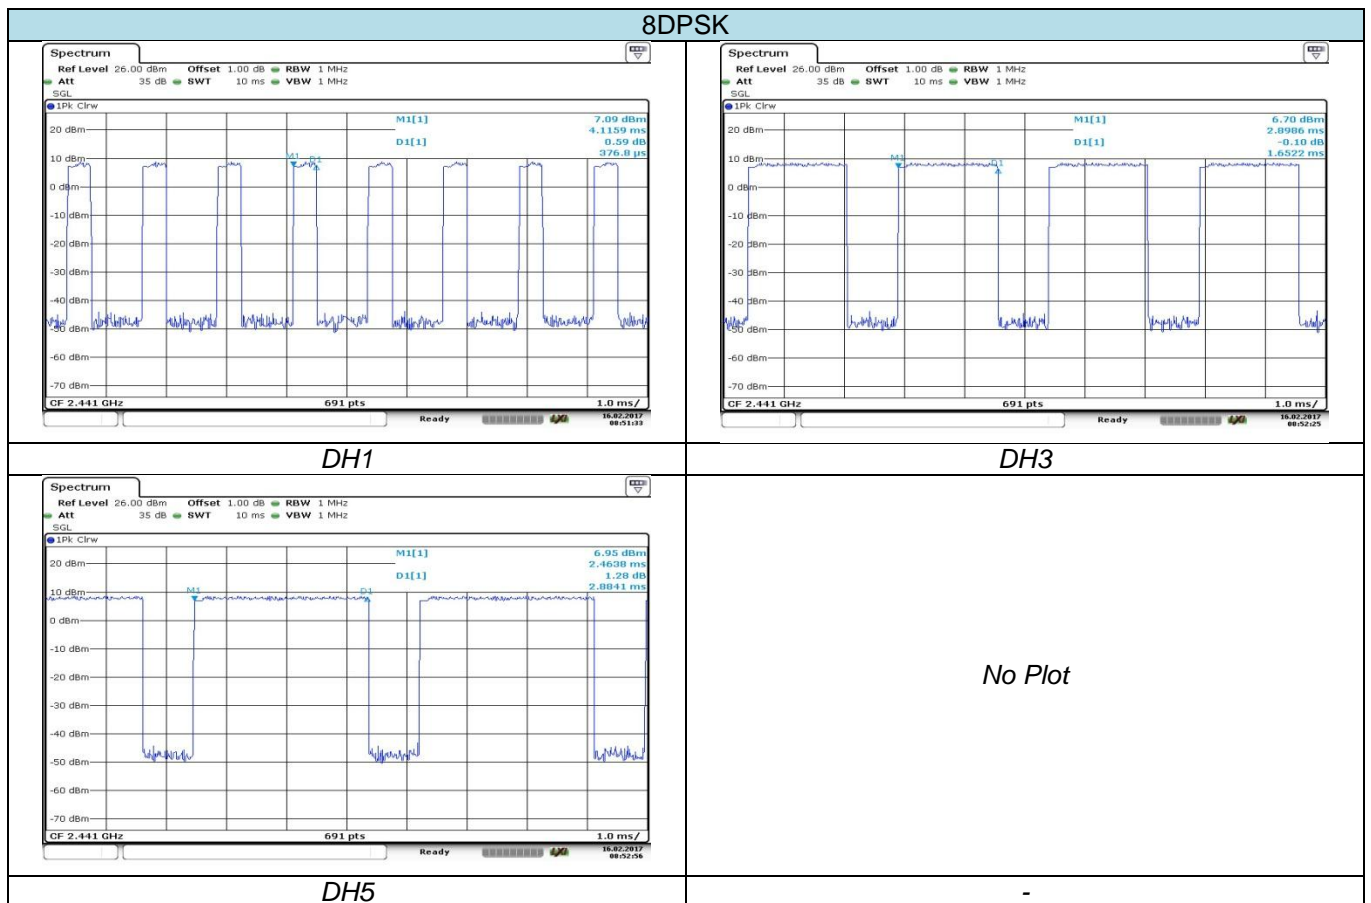 8DPSK
Spectrum
Ref Level 26.00 dBm Offset 1.00 dB RBW 1 MHz
Att 35 dB SWT 10 ms VBW 1 MHz
SGL
1Pk Clrw
M1[1] 7.09 dBm
4.1159 ms
D1[1] 0.59 dB
376.8 µs
20 dBm
10 dBm
M1 D1
0 dBm
-10 dBm
-20 dBm
-30 dBm
-40 dBm
-50 dBm
-60 dBm
-70 dBm
CF 2.441 GHz 691 pts 1.0 ms/
Ready 16.02.2017
08:51:33
DH1
Spectrum
Ref Level 26.00 dBm Offset 1.00 dB RBW 1 MHz
Att 35 dB SWT 10 ms VBW 1 MHz
SGL
1Pk Clrw
M1[1] 6.70 dBm
2.8986 ms
D1[1] -0.10 dB
1.6522 ms
20 dBm
10 dBm
M1 D1
0 dBm
-10 dBm
-20 dBm
-30 dBm
-40 dBm
-50 dBm
-60 dBm
-70 dBm
CF 2.441 GHz 691 pts 1.0 ms/
Ready 16.02.2017
08:52:25
DH3
Spectrum
Ref Level 26.00 dBm Offset 1.00 dB RBW 1 MHz
Att 35 dB SWT 10 ms VBW 1 MHz
SGL
1Pk Clrw
M1[1] 6.95 dBm
2.4638 ms
D1[1] 1.28 dB
2.8841 ms
20 dBm
10 dBm
M1 D1
0 dBm
-10 dBm
-20 dBm
-30 dBm
-40 dBm
-50 dBm
-60 dBm
-70 dBm
CF 2.441 GHz 691 pts 1.0 ms/
Ready 16.02.2017
08:52:56
DH5
No Plot
-